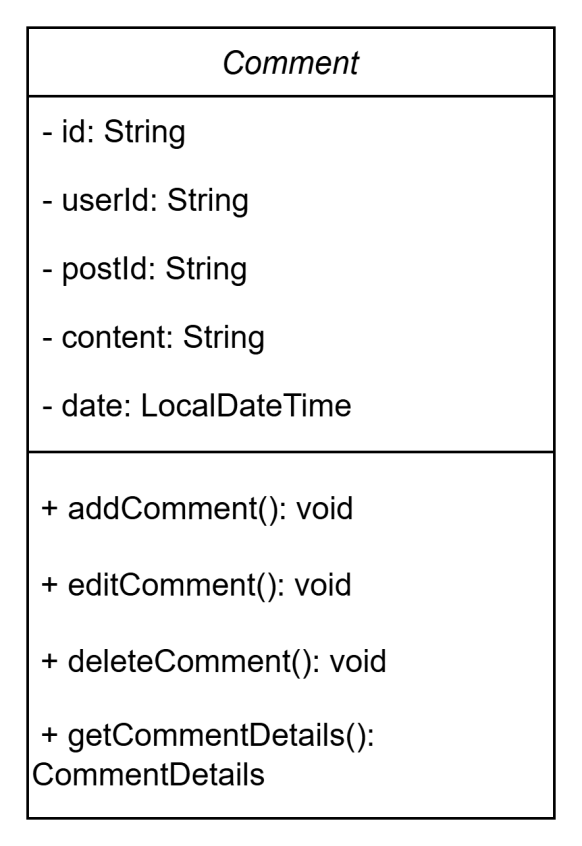 Comment
- id: String
- userId: String
- postId: String
- content: String
- date: LocalDateTime
+ addComment(): void
+ editComment(): void
+ deleteComment(): void
+ getCommentDetails():
CommentDetails